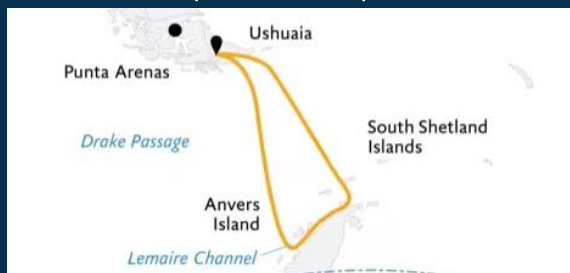 Ushuaia
Punta Arenas
Drake Passage
South Shetland
Islands
Anvers
Island
Lemaire Channel